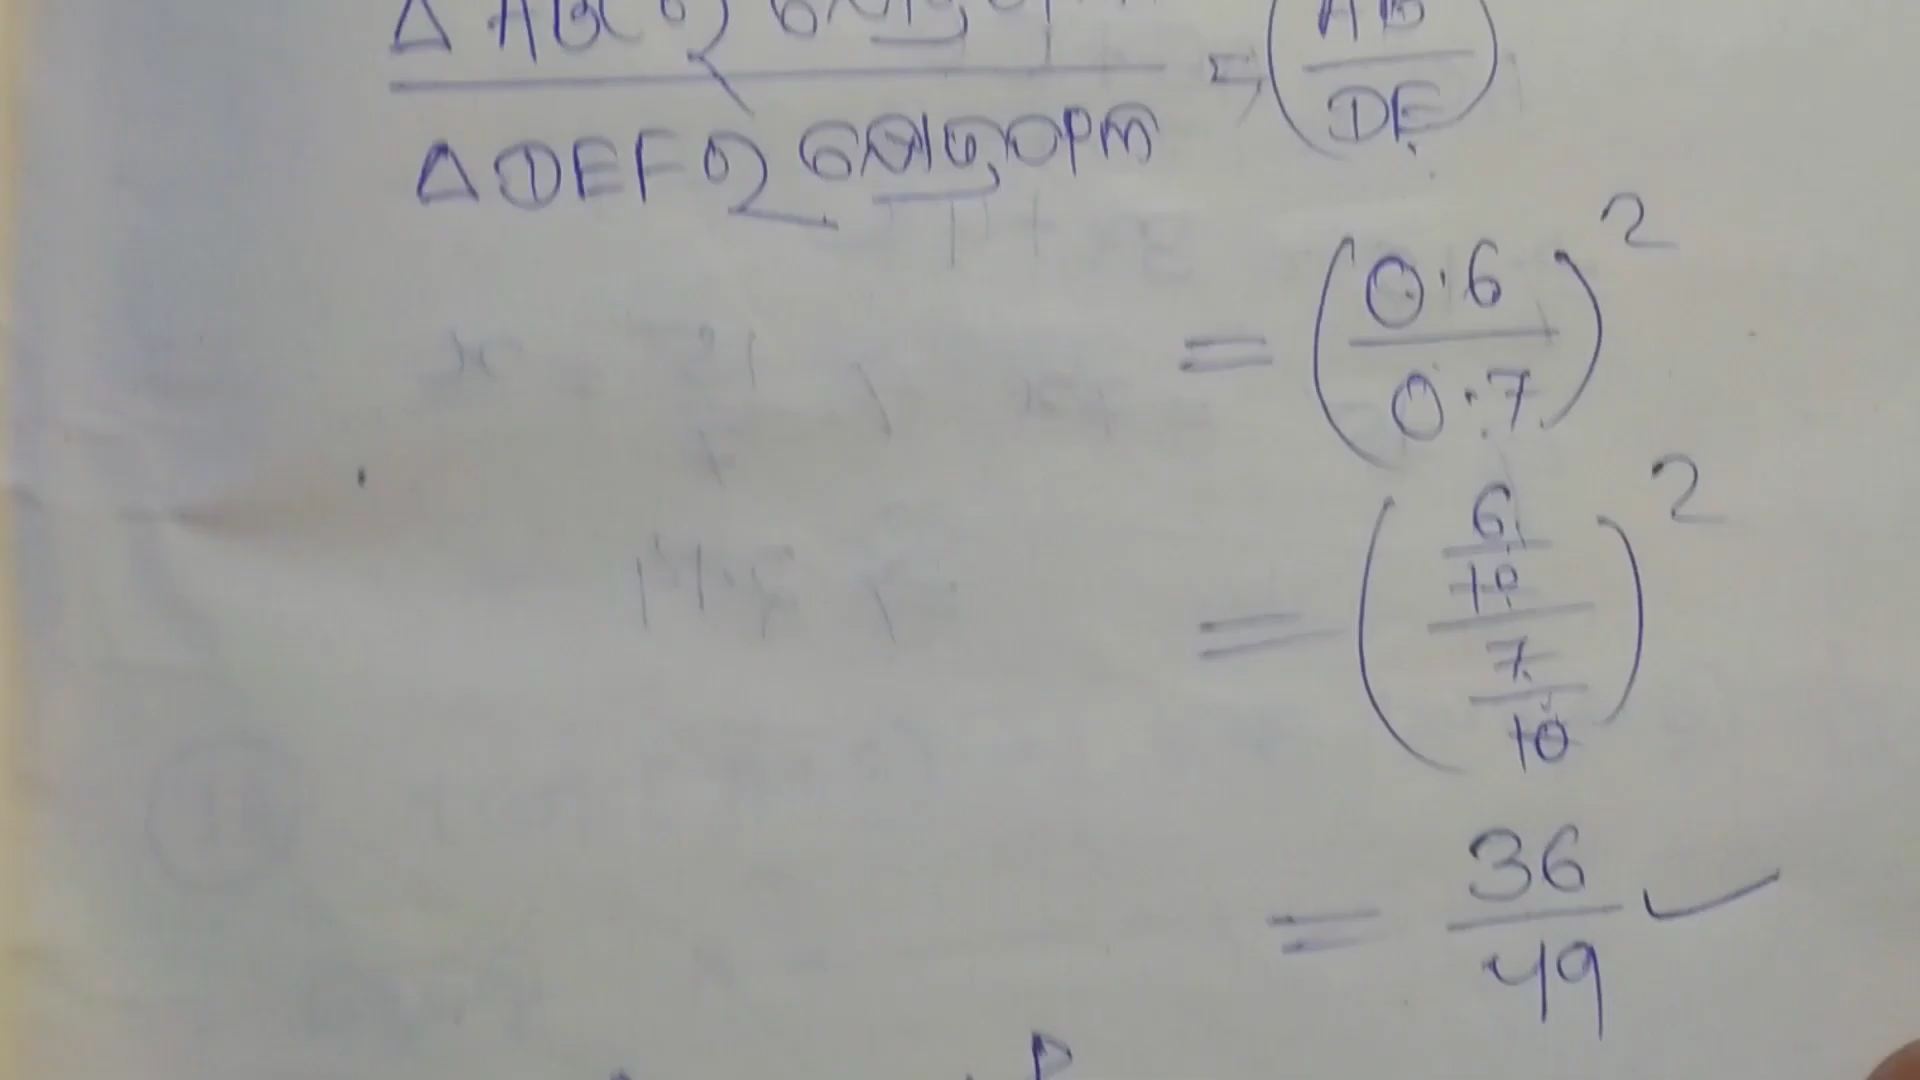 Δ ABC ର କ୍ଷେତ୍ରଫଳ / Δ DEF ର କ୍ଷେତ୍ରଫଳ = (AB / DE)
= (0.6 / 0.7)²
= (6/10 / 7/10)²
= 36/49 ✓
P